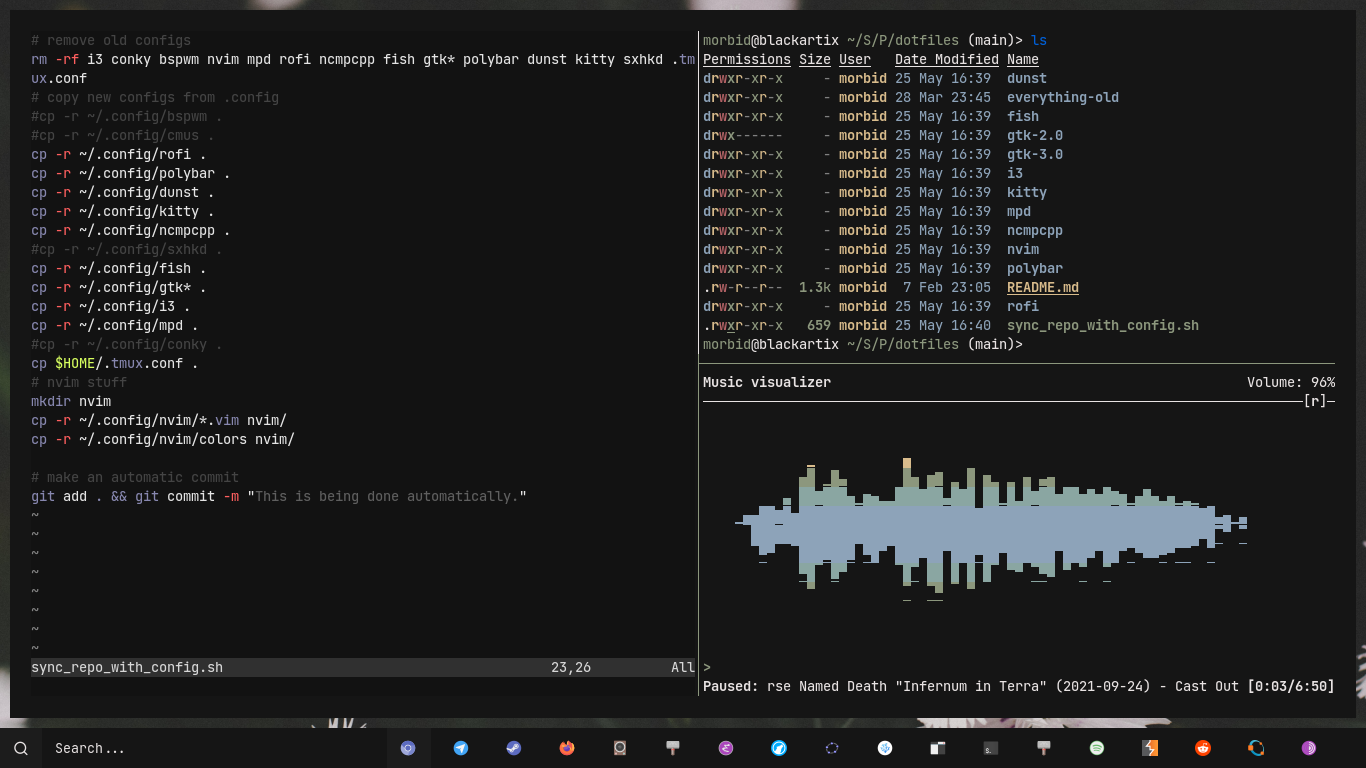 # remove old configs
rm -rf i3 conky bspwm nvim mpd rofi ncmpcpp fish gtk* polybar dunst kitty sxhkd .tm
ux.conf
# copy new configs from .config
#cp -r ~/.config/bspwm .
#cp -r ~/.config/cmus .
cp -r ~/.config/rofi .
cp -r ~/.config/polybar .
cp -r ~/.config/dunst .
cp -r ~/.config/kitty .
cp -r ~/.config/ncmpcpp .
#cp -r ~/.config/sxhkd .
cp -r ~/.config/fish .
cp -r ~/.config/gtk* .
cp -r ~/.config/i3 .
cp -r ~/.config/mpd .
#cp -r ~/.config/conky .
cp $HOME/.tmux.conf .
# nvim stuff
mkdir nvim
cp -r ~/.config/nvim/*.vim nvim/
cp -r ~/.config/nvim/colors nvim/
# make an automatic commit
git add . && git commit -m "This is being done automatically."
~
~
~
~
~
~
~
~
sync_repo_with_config.sh 23,26 All
morbid@blackartix ~/S/P/dotfiles (main)> ls
Permissions Size User Date Modified Name
drwxr-xr-x - morbid 25 May 16:39 dunst
drwxr-xr-x - morbid 28 Mar 23:45 everything-old
drwxr-xr-x - morbid 25 May 16:39 fish
drwx------ - morbid 25 May 16:39 gtk-2.0
drwxr-xr-x - morbid 25 May 16:39 gtk-3.0
drwxr-xr-x - morbid 25 May 16:39 i3
drwxr-xr-x - morbid 25 May 16:39 kitty
drwxr-xr-x - morbid 25 May 16:39 mpd
drwxr-xr-x - morbid 25 May 16:39 ncmpcpp
drwxr-xr-x - morbid 25 May 16:39 nvim
drwxr-xr-x - morbid 25 May 16:39 polybar
.rw-r--r-- 1.3k morbid 7 Feb 23:05 README.md
drwxr-xr-x - morbid 25 May 16:39 rofi
.rwxr-xr-x 659 morbid 25 May 16:40 sync_repo_with_config.sh
morbid@blackartix ~/S/P/dotfiles (main)>
Music visualizer Volume: 96%
[r]
>
Paused: rse Named Death "Infernum in Terra" (2021-09-24) - Cast Out [0:03/6:50]
Search...